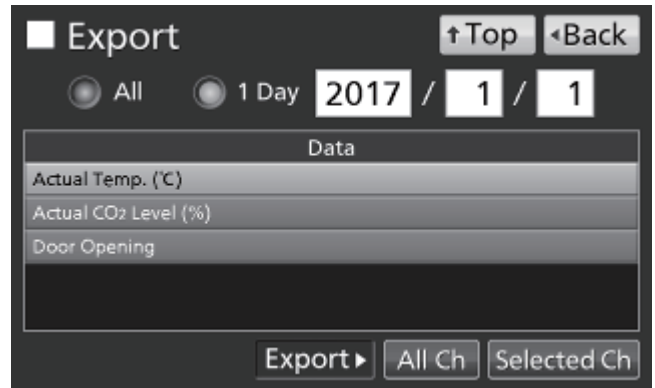 Export ↑Top ◂Back
All 1 Day 2017 / 1 / 1
Data
Actual Temp. (℃)
Actual CO₂ Level (%)
Door Opening
Export▶ All Ch Selected Ch